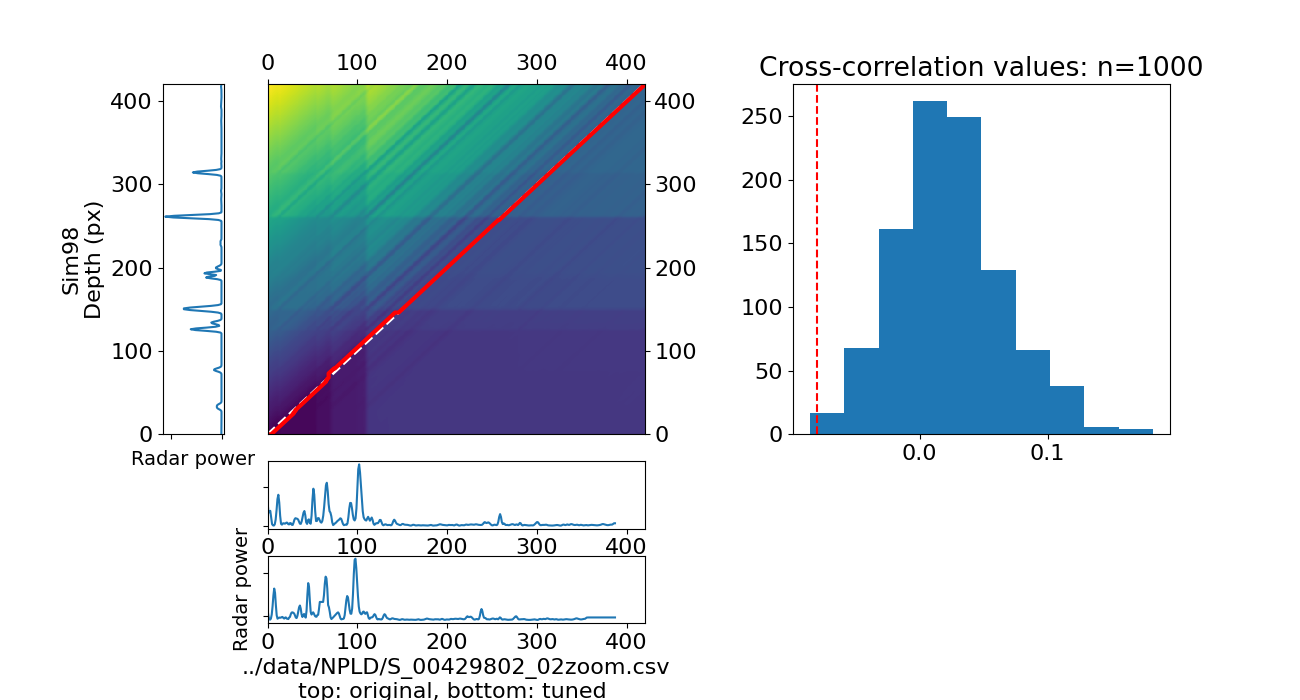 Cross-correlation values: n=1000
0 100 200 300 400
400
300
200
100
0
Sim98
Depth (px)
Radar power
400
300
200
100
0
250
200
150
100
50
0
0.0 0.1
0 100 200 300 400
Radar power
0 100 200 300 400
../data/NPLD/S_00429802_02zoom.csv
top: original, bottom: tuned